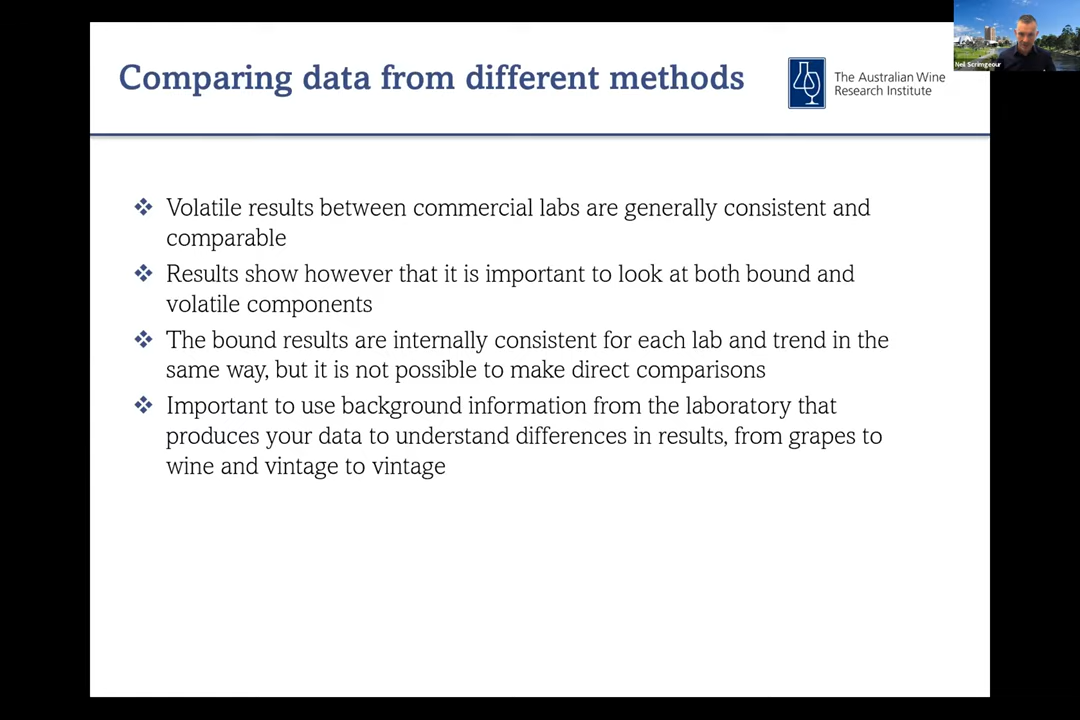 Comparing data from different methods
The Australian Wine
Research Institute
Neil Scrimgeour
❖ Volatile results between commercial labs are generally consistent and
comparable
❖ Results show however that it is important to look at both bound and
volatile components
❖ The bound results are internally consistent for each lab and trend in the
same way, but it is not possible to make direct comparisons
❖ Important to use background information from the laboratory that
produces your data to understand differences in results, from grapes to
wine and vintage to vintage